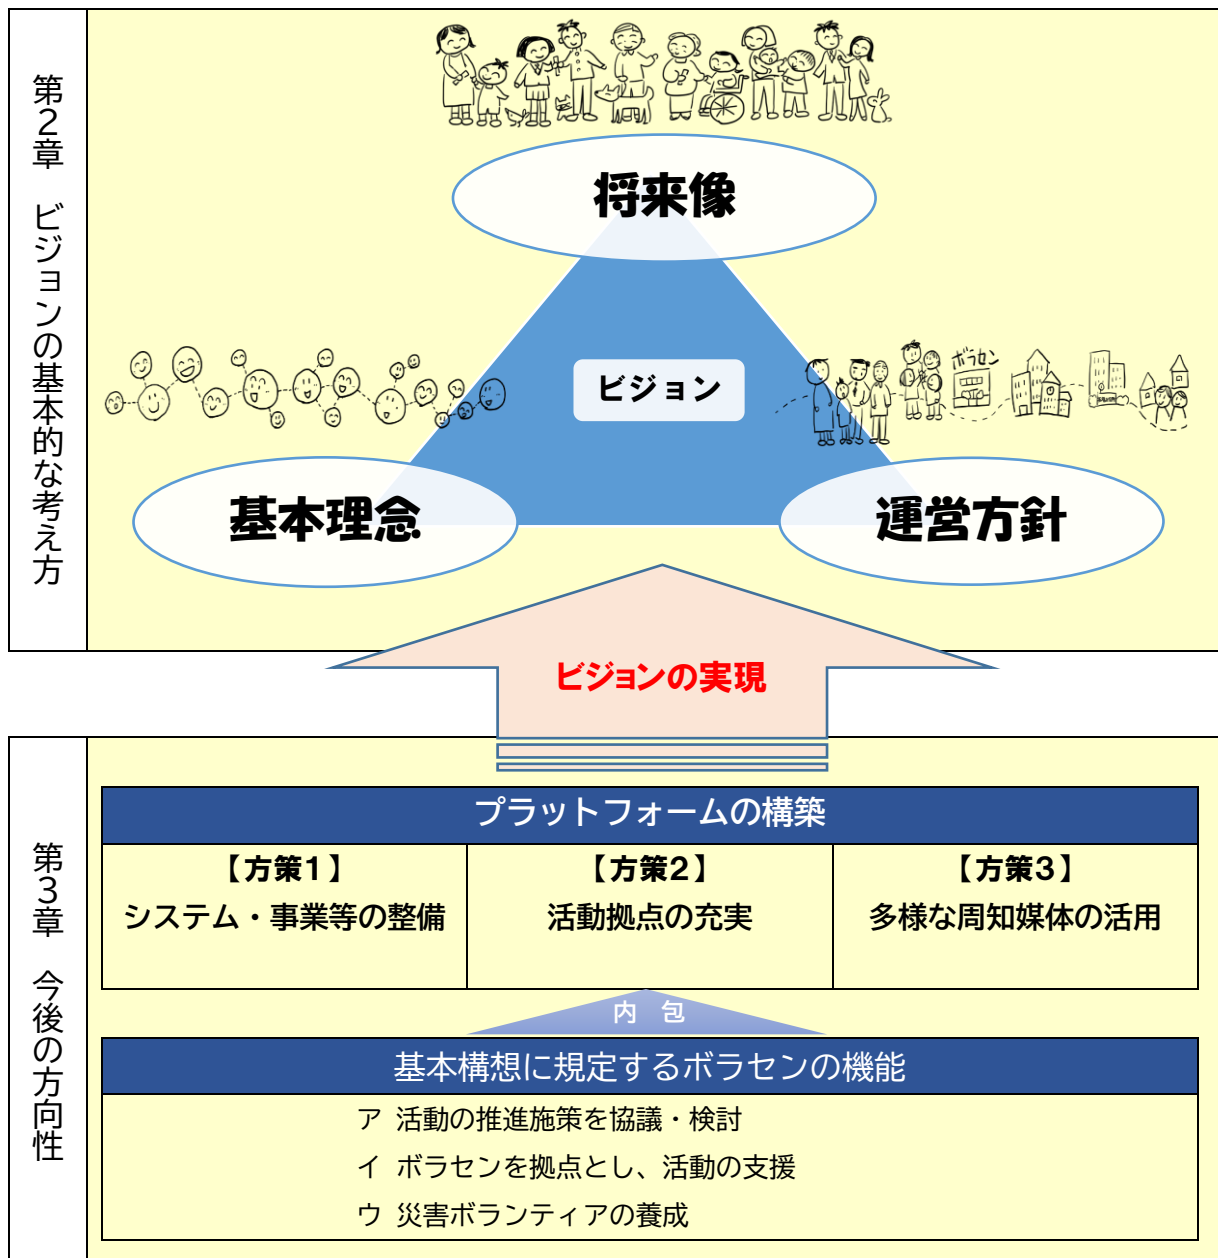 第2章　ビジョンの基本的な考え方
将来像
ビジョン
ボラセン
基本理念
運営方針
ビジョンの実現
第3章　今後の方向性
プラットフォームの構築
【方策1】
システム・事業等の整備
【方策2】
活動拠点の充実
【方策3】
多様な周知媒体の活用
内　包
基本構想に規定するボラセンの機能
ア 活動の推進施策を協議・検討
イ ボラセンを拠点とし、活動の支援
ウ 災害ボランティアの養成